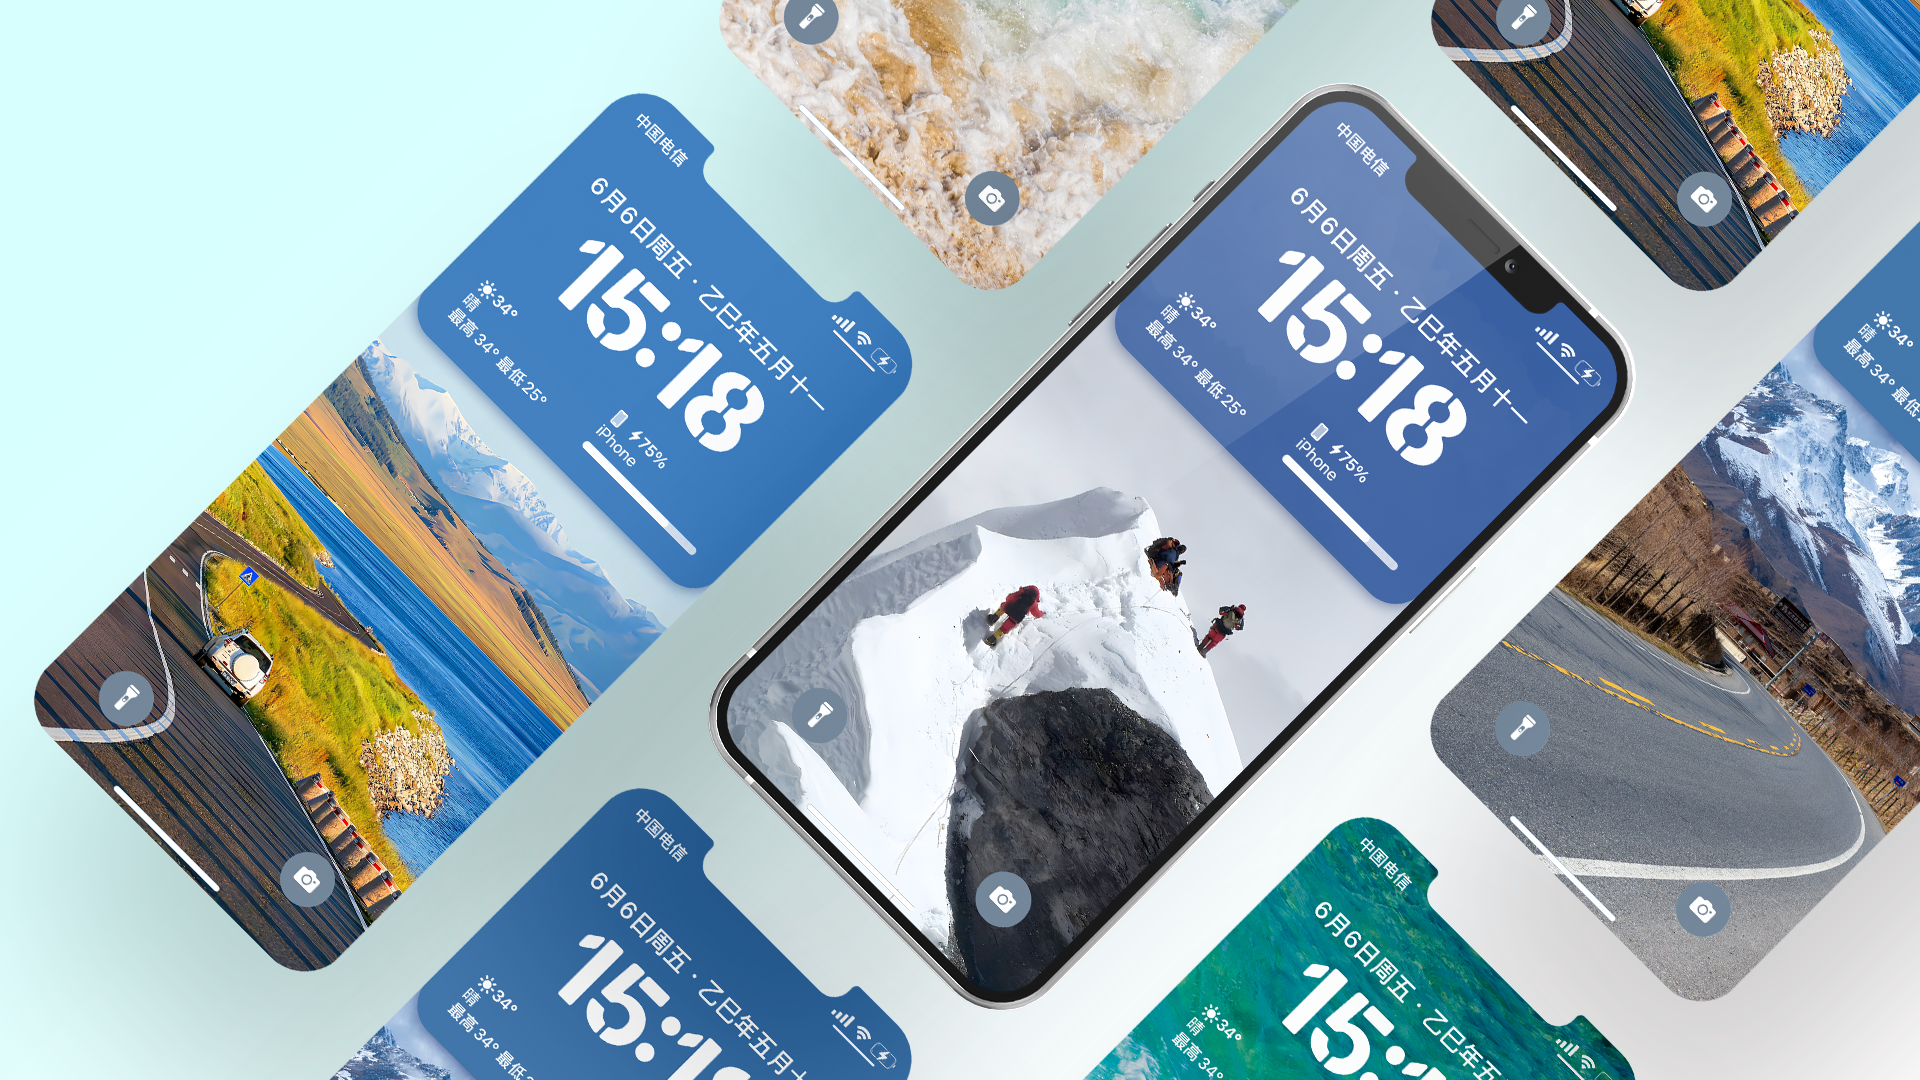 中国电信
6月6日周五 · 乙巳年五月十一
15:18
34°
晴
最高 34° 最低 25°
75%
iPhone
中国电信
6月6日周五 · 乙巳年五月十一
15:18
34°
晴
最高 34° 最低 25°
75%
iPhone
34°
晴
最高 34° 最低
中国电信
6月6日周五 · 乙巳年五月十
15:18
34°
晴
最高 34° 最低
中国电信
6月6日周五 · 乙巳年五
15:
34°
晴
最高 34°